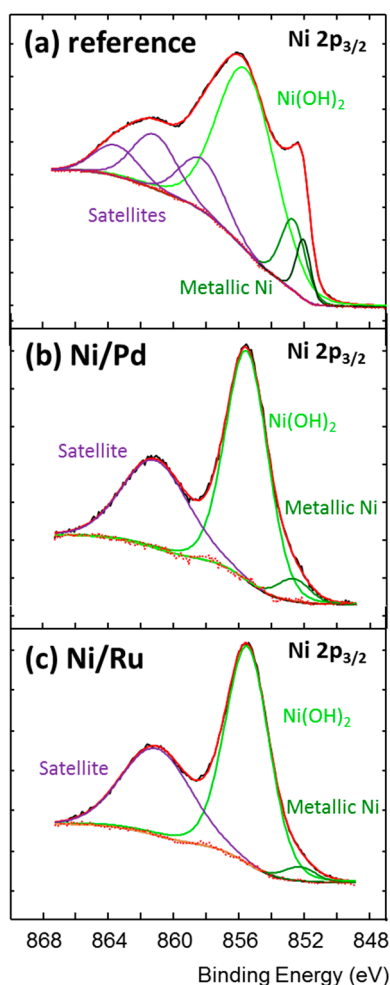 (a) reference
Ni 2p3/2
Ni(OH)2
Satellites
Metallic Ni
(b) Ni/Pd
Ni 2p3/2
Ni(OH)2
Satellite
Metallic Ni
(c) Ni/Ru
Ni 2p3/2
Ni(OH)2
Satellite
Metallic Ni
868 864 860 856 852 848
Binding Energy (eV)